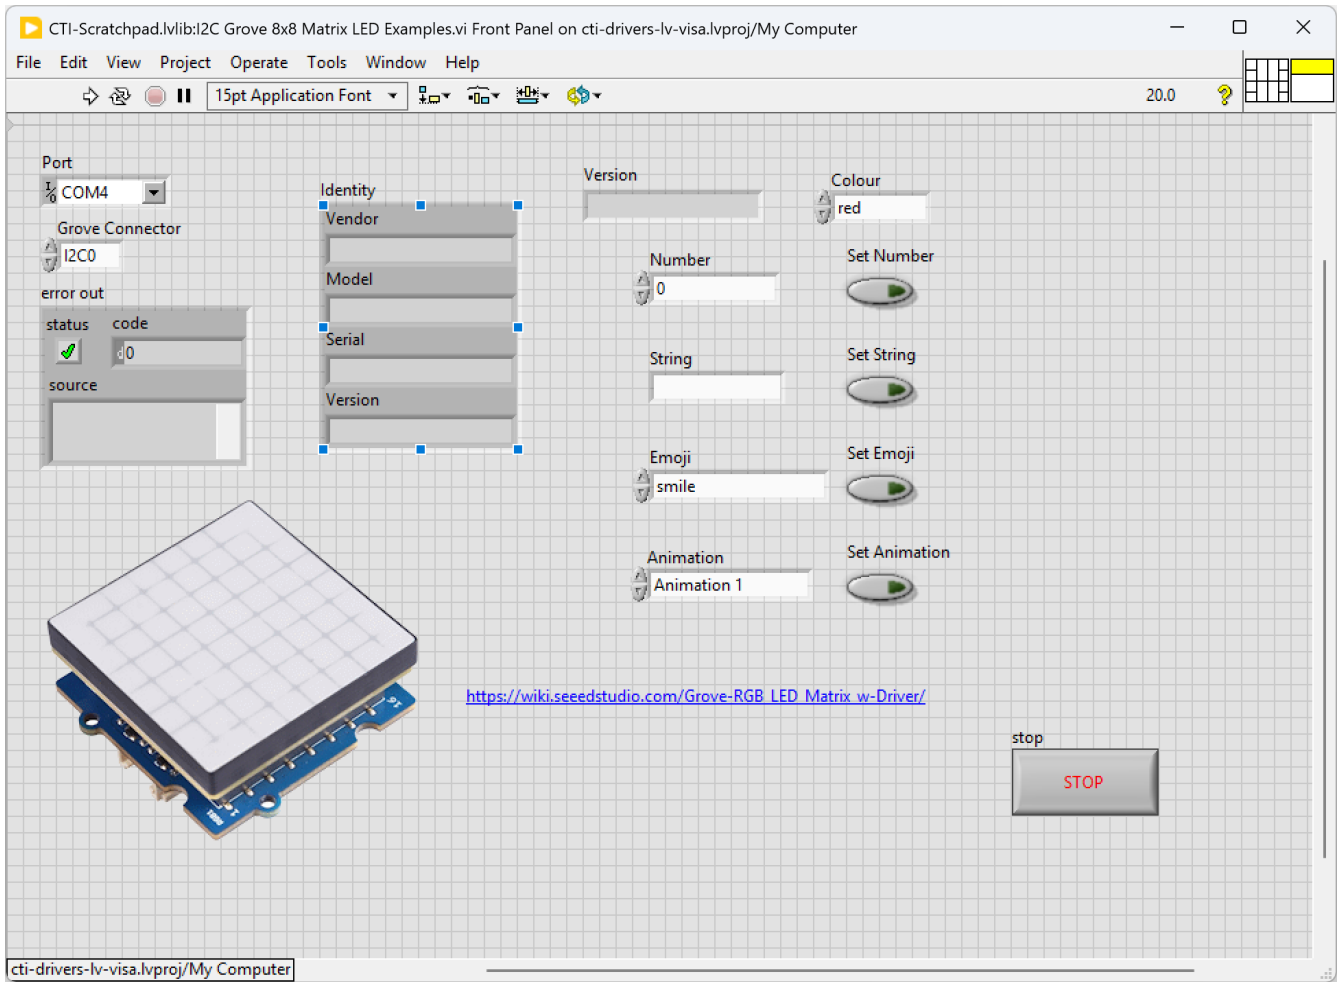 CTI-Scratchpad.lvlib:I2C Grove 8x8 Matrix LED Examples.vi Front Panel on cti-drivers-lv-visa.lvproj/My Computer
File Edit View Project Operate Tools Window Help
15pt Application Font
20.0
?
Port
I/O COM4
Grove Connector
I2C0
error out
status code
d 0
source
Identity
Vendor
Model
Serial
Version
Version
Colour
red
Number
0
Set Number
String
Set String
Emoji
smile
Set Emoji
Animation
Animation 1
Set Animation
16
1
RGB1
https://wiki.seeedstudio.com/Grove-RGB_LED_Matrix_w-Driver/
stop
STOP
cti-drivers-lv-visa.lvproj/My Computer